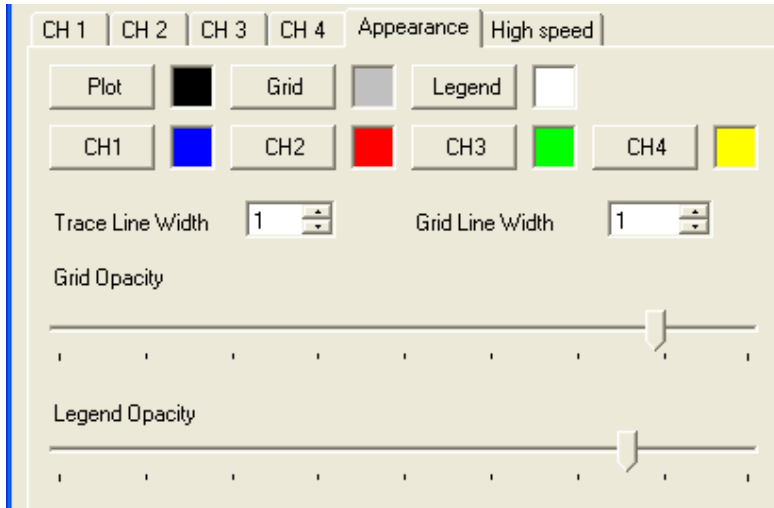 CH 1 CH 2 CH 3 CH 4 Appearance High speed
Plot Grid Legend
CH1 CH2 CH3 CH4
Trace Line Width 1 Grid Line Width 1
Grid Opacity
Legend Opacity